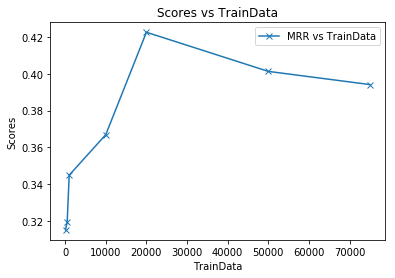 Scores vs TrainData
MRR vs TrainData
Scores
0.42
0.40
0.38
0.36
0.34
0.32
0 10000 20000 30000 40000 50000 60000 70000
TrainData